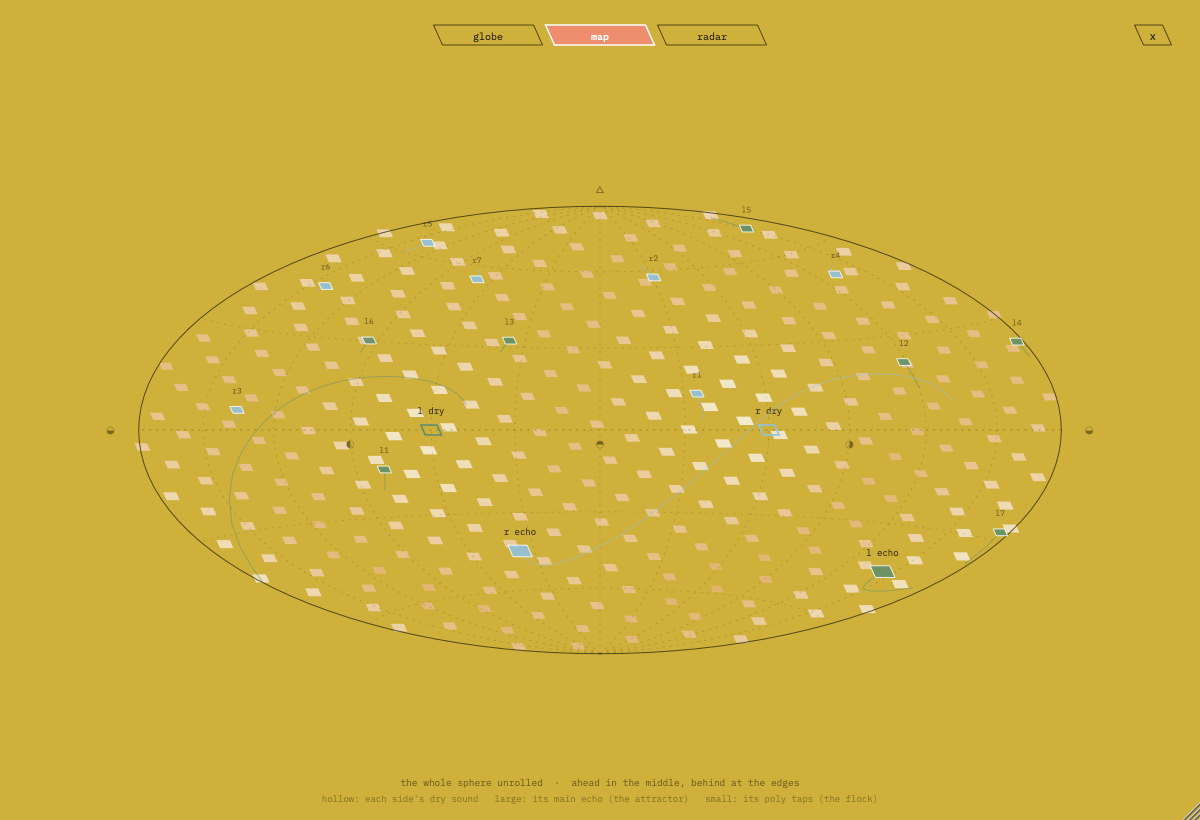 globe map radar x
l5
r5
r4
r2
r7
r6
l6 l3 l4
l2
r1
r3
l dry r dry
l1
l7
r echo
l echo
the whole sphere unrolled · ahead in the middle, behind at the edges
hollow: each side's dry sound large: its main echo (the attractor) small: its poly taps (the flock)